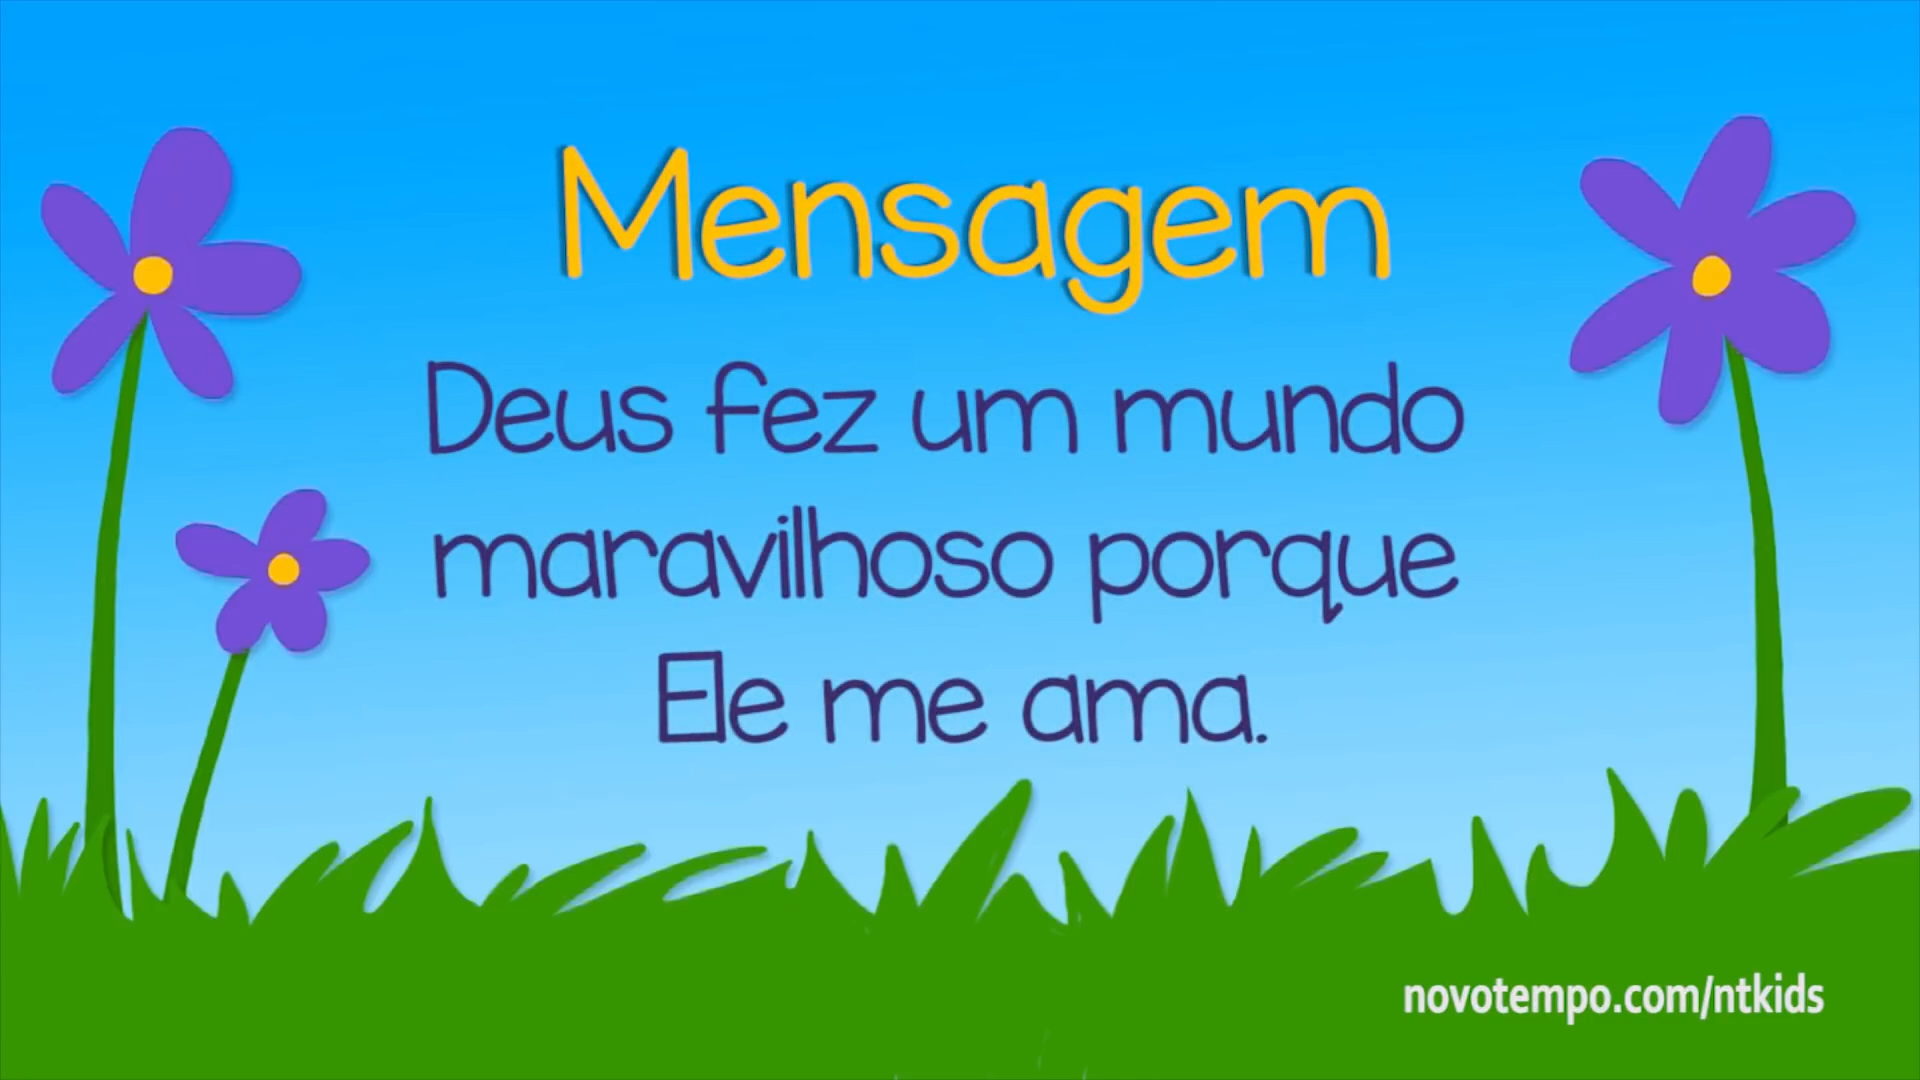 Mensagem
Deus fez um mundo
maravilhoso porque
Ele me ama.
novotempo.com/ntkids